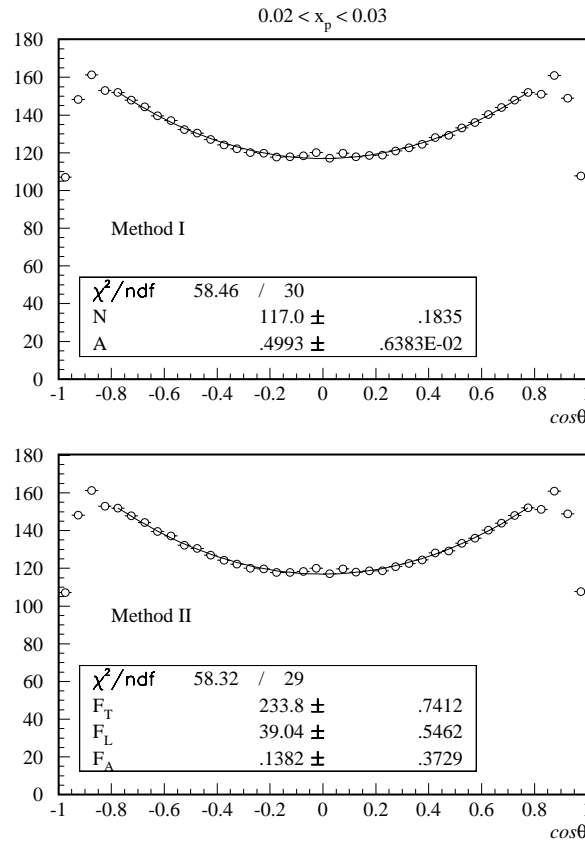 0.02 < x_p < 0.03
180
160
140
120
100
80
60
40
20
0
Method I
χ²/ndf 58.46 / 30
N 117.0 ± .1835
A .4993 ± .6383E-02
-1 -0.8 -0.6 -0.4 -0.2 0 0.2 0.4 0.6 0.8 1
cosθ
180
160
140
120
100
80
60
40
20
0
Method II
χ²/ndf 58.32 / 29
F_T 233.8 ± .7412
F_L 39.04 ± .5462
F_A .1382 ± .3729
-1 -0.8 -0.6 -0.4 -0.2 0 0.2 0.4 0.6 0.8 1
cosθ